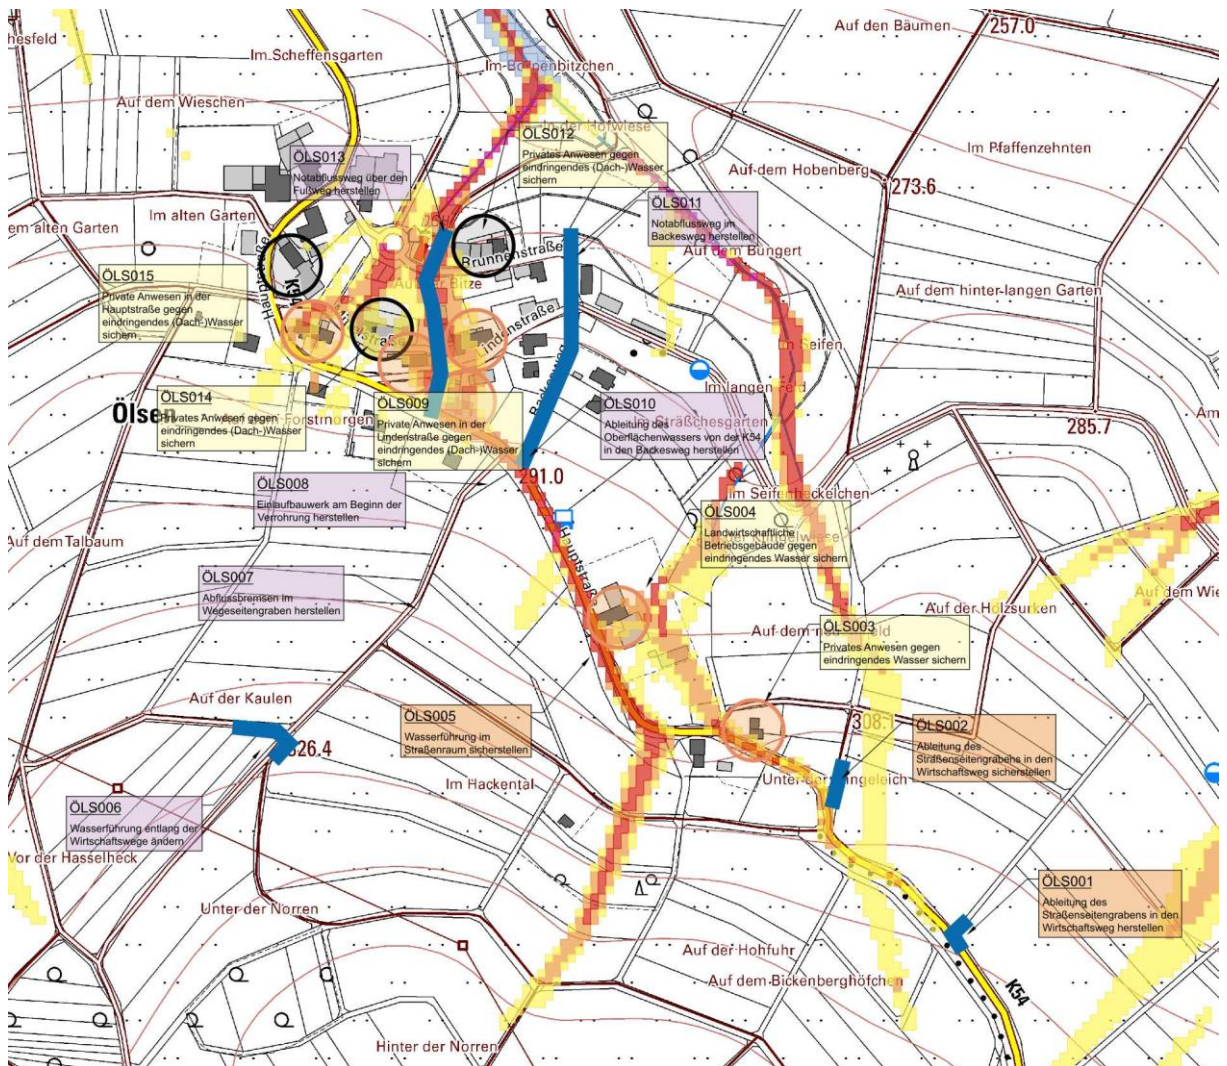 hesfeld
Im Scheffensgarten
Auf dem Wieschen
Auf den Bäumen
257.0
Im Pfaffenzehnten
Auf dem Hobenberg
273.6
ÖLS012
Privates Anwesen gegen
eindringendes (Dach-)Wasser
sichern
ÖLS013
Notabflussweg über den
Fußweg herstellen
ÖLS011
Notabflussweg im
Backesweg herstellen
Im alten Garten
em alten Garten
Auf dem Bungert
Auf dem hinter-langen Garten
Brunnenstraße
Hauptstraße
K54
ÖLS015
Private Anwesen in der
Hauptstraße gegen
eindringendes (Dach-)Wasser
sichern
Lindenstraße
Im Seifen
ÖLS014
Privates Anwesen gegen
eindringendes (Dach-)Wasser
sichern
ÖLS009
Private Anwesen in der
Lindenstraße gegen
eindringendes (Dach-)Wasser
sichern
ÖLS010
Ableitung des
Oberflächenwassers von der K54
in den Backesweg herstellen
285.7
291.0
ÖLS008
Einlaufbauwerk am Beginn der
Verrohrung herstellen
Im Seifenheckelchen
ÖLS004
Landwirtschaftliche
Betriebsgebäude gegen
eindringendes Wasser sichern
Auf dem Talbaum
Hauptstraße
ÖLS007
Abflussbremsen im
Wegeseitengraben herstellen
Auf dem Wie
Auf der Holzsurken
ÖLS003
Privates Anwesen gegen
eindringendes Wasser sichern
Auf der Kaulen
ÖLS005
Wasserführung im
Straßenraum sicherstellen
308.1
ÖLS002
Ableitung des
Straßenseitengrabens in den
Wirtschaftsweg sicherstellen
326.4
Im Hackental
ÖLS006
Wasserführung entlang der
Wirtschaftswege ändern
Vor der Hasselheck
Unter der Norren
ÖLS001
Ableitung des
Straßenseitengrabens in den
Wirtschaftsweg herstellen
Auf der Hohfuhr
Auf dem Bickenberghöfchen
K54
Hinter der Norren